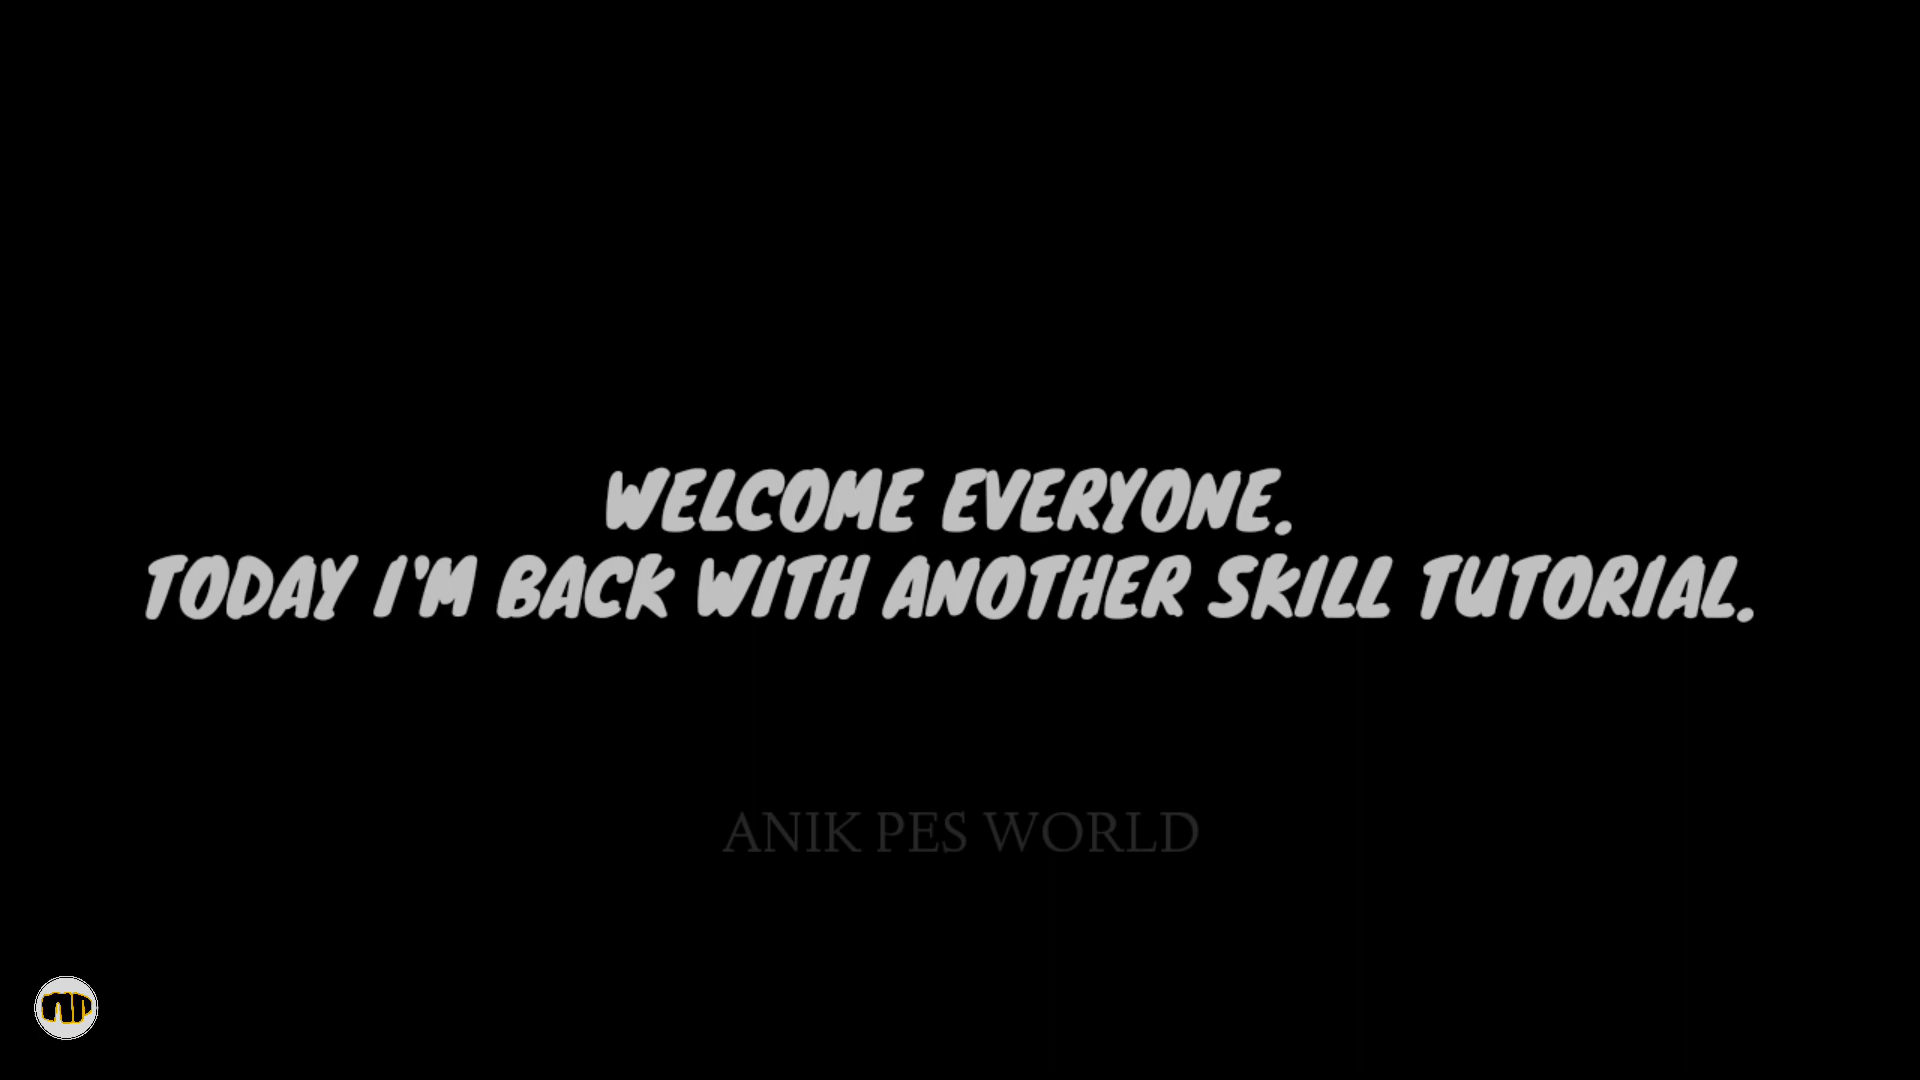 WELCOME EVERYONE.
TODAY I'M BACK WITH ANOTHER SKILL TUTORIAL.
ANIK PES WORLD